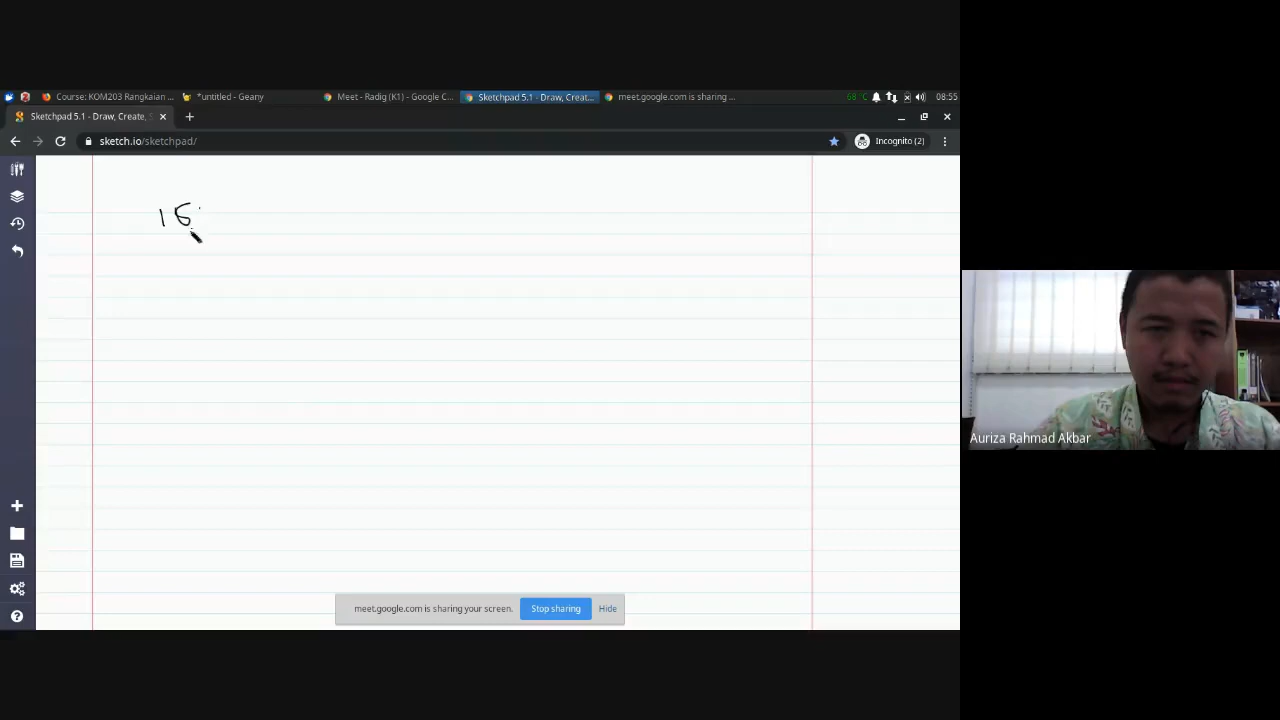 Course: KOM203 Rangkaian ...
*untitled - Geany
Meet - Radig (K1) - Google C...
Sketchpad 5.1 - Draw, Creat...
meet.google.com is sharing ...
68 °C
08:55
Sketchpad 5.1 - Draw, Create, S
sketch.io/sketchpad/
Incognito (2)
Auriza Rahmad Akbar
meet.google.com is sharing your screen.
Stop sharing
Hide